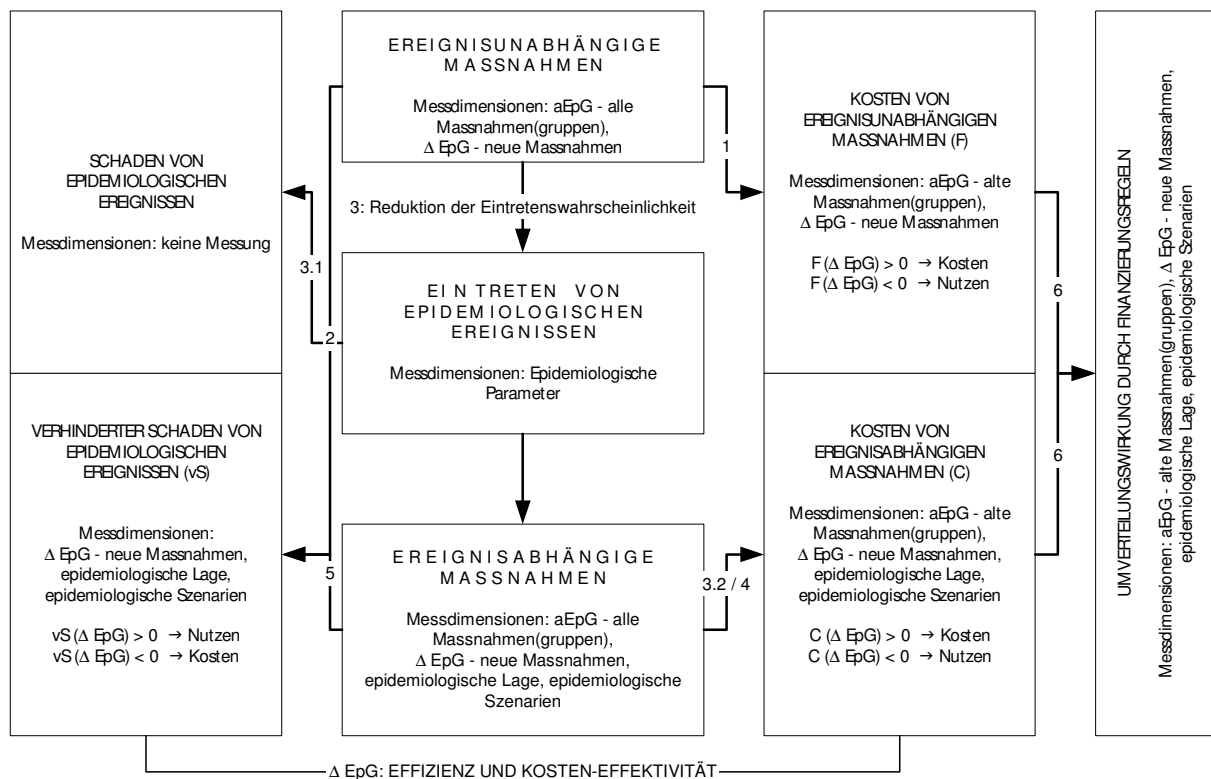 SCHADEN VON
EPIDEMIOLOGISCHEN
EREIGNISSEN
Messdimensionen: keine Messung
VERHINDERTER SCHADEN VON
EPIDEMIOLOGISCHEN
EREIGNISSEN (vS)
Messdimensionen:
Δ EpG - neue Massnahmen,
epidemiologische Lage,
epidemiologische Szenarien
vS (Δ EpG) > 0 → Nutzen
vS (Δ EpG) < 0 → Kosten
EREIGNISUNABHÄNGIGE
MASSNAHMEN
Messdimensionen: aEpG - alle
Massnahmen(gruppen),
Δ EpG - neue Massnahmen
3: Reduktion der Eintretenswahrscheinlichkeit
EIN TRETEN VON
EPIDEMIOLOGISCHEN
EREIGNISSEN
Messdimensionen: Epidemiologische
Parameter
EREIGNISABHÄNGIGE
MASSNAHMEN
Messdimensionen: aEpG - alle
Massnahmen(gruppen),
Δ EpG - neue Massnahmen,
epidemiologische Lage, epidemiologische
Szenarien
1
2
3.1
5
3.2 / 4
KOSTEN VON
EREIGNISUNABHÄNGIGEN
MASSNAHMEN (F)
Messdimensionen: aEpG - alte
Massnahmen(gruppen),
Δ EpG - neue Massnahmen
F (Δ EpG) > 0 → Kosten
F (Δ EpG) < 0 → Nutzen
KOSTEN VON
EREIGNISABHÄNGIGEN
MASSNAHMEN (C)
Messdimensionen: aEpG - alte
Massnahmen(gruppen),
Δ EpG - neue Massnahmen,
epidemiologische Lage,
epidemiologische Szenarien
C (Δ EpG) > 0 → Kosten
C (Δ EpG) < 0 → Nutzen
6
6
UMVERTEILUNGSWIRKUNG DURCH FINANZIERUNGSREGELN
Messdimensionen: aEpG - alte Massnahmen(gruppen), Δ EpG - neue Massnahmen,
epidemiologische Lage, epidemiologische Szenarien
Δ EpG: EFFIZIENZ UND KOSTEN-EFFEKTIVITÄT